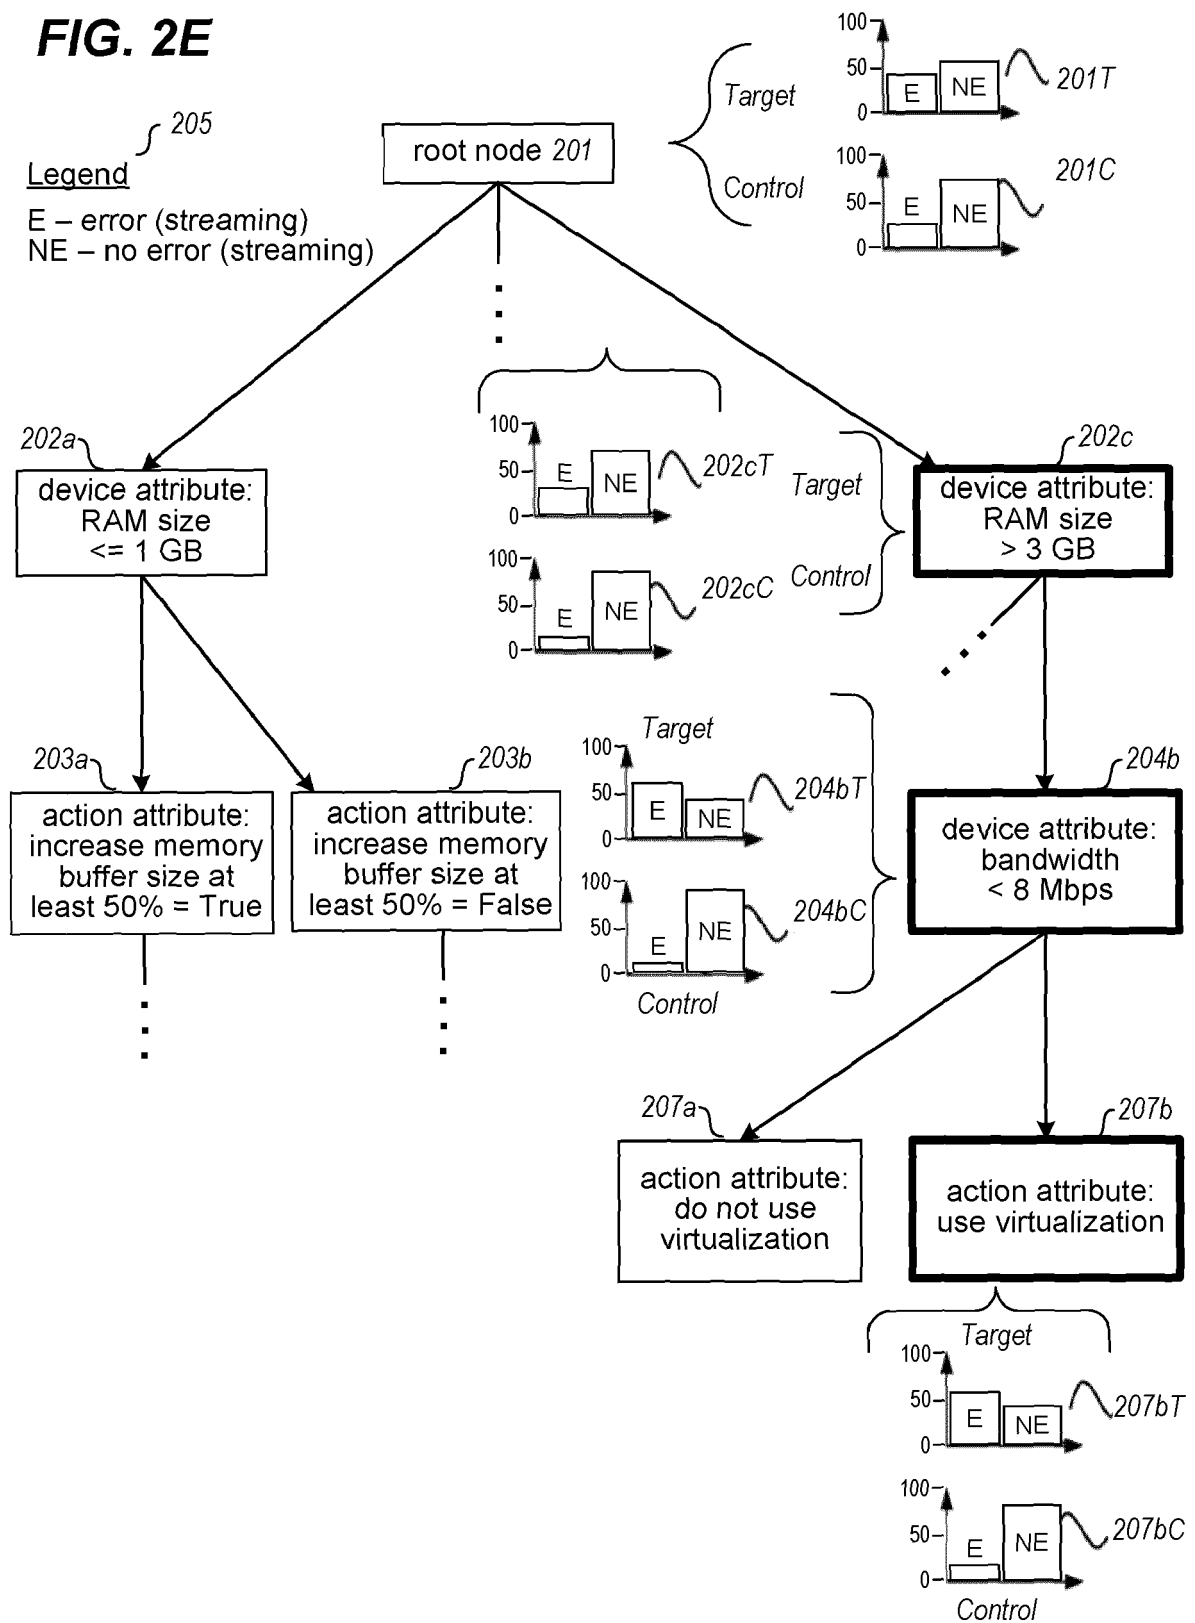 FIG. 2E
205
Legend
E – error (streaming)
NE – no error (streaming)
root node 201
Target
Control
100
50
0
E
NE
201T
100
50
0
E
NE
201C
202a
device attribute:
RAM size
<= 1 GB
100
50
0
E
NE
202cT
100
50
0
E
NE
202cC
Target
Control
202c
device attribute:
RAM size
> 3 GB
203a
action attribute:
increase memory
buffer size at
least 50% = True
203b
action attribute:
increase memory
buffer size at
least 50% = False
Target
100
50
0
E
NE
204bT
100
50
0
E
NE
204bC
Control
204b
device attribute:
bandwidth
< 8 Mbps
207a
action attribute:
do not use
virtualization
207b
action attribute:
use virtualization
Target
100
50
0
E
NE
207bT
100
50
0
E
NE
207bC
Control